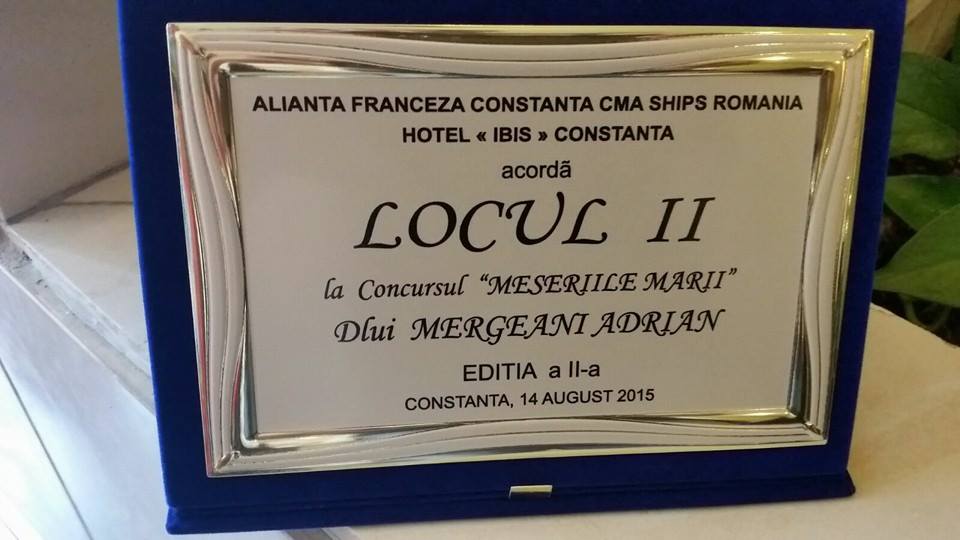 ALIANTA FRANCEZA CONSTANTA CMA SHIPS ROMANIA
HOTEL « IBIS » CONSTANTA
acordã
LOCUL II
la Concursul “MESERIILE MARII”
Dlui MERGEANI ADRIAN
EDITIA a II-a
CONSTANTA, 14 AUGUST 2015